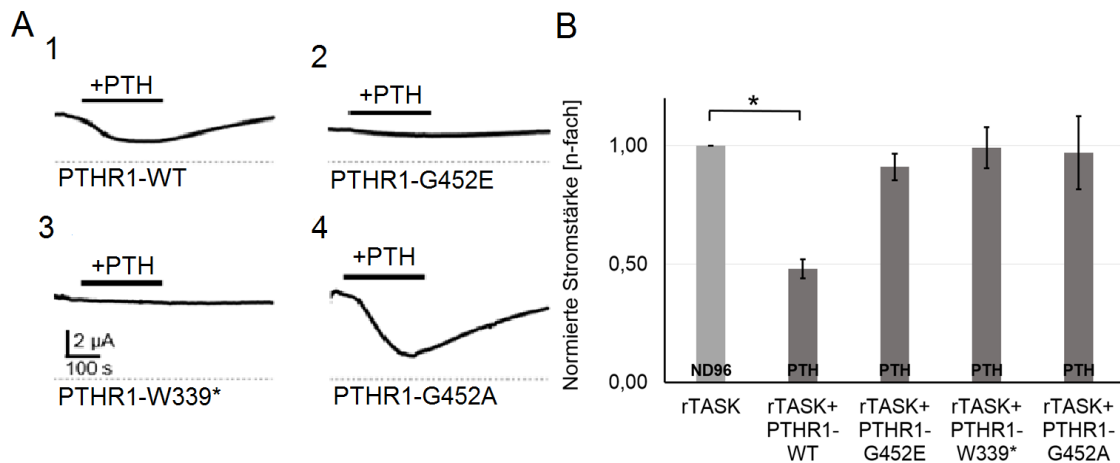 A
1
+PTH
PTHR1-WT
2
+PTH
PTHR1-G452E
3
+PTH
2 µA
100 s
PTHR1-W339*
4
+PTH
PTHR1-G452A
B
Normierte Stromstärke [n-fach]
*
1,00
0,50
0,00
ND96 PTH PTH PTH PTH
rTASK rTASK+ rTASK+ rTASK+ rTASK+
PTHR1- PTHR1- PTHR1- PTHR1-
WT G452E W339* G452A